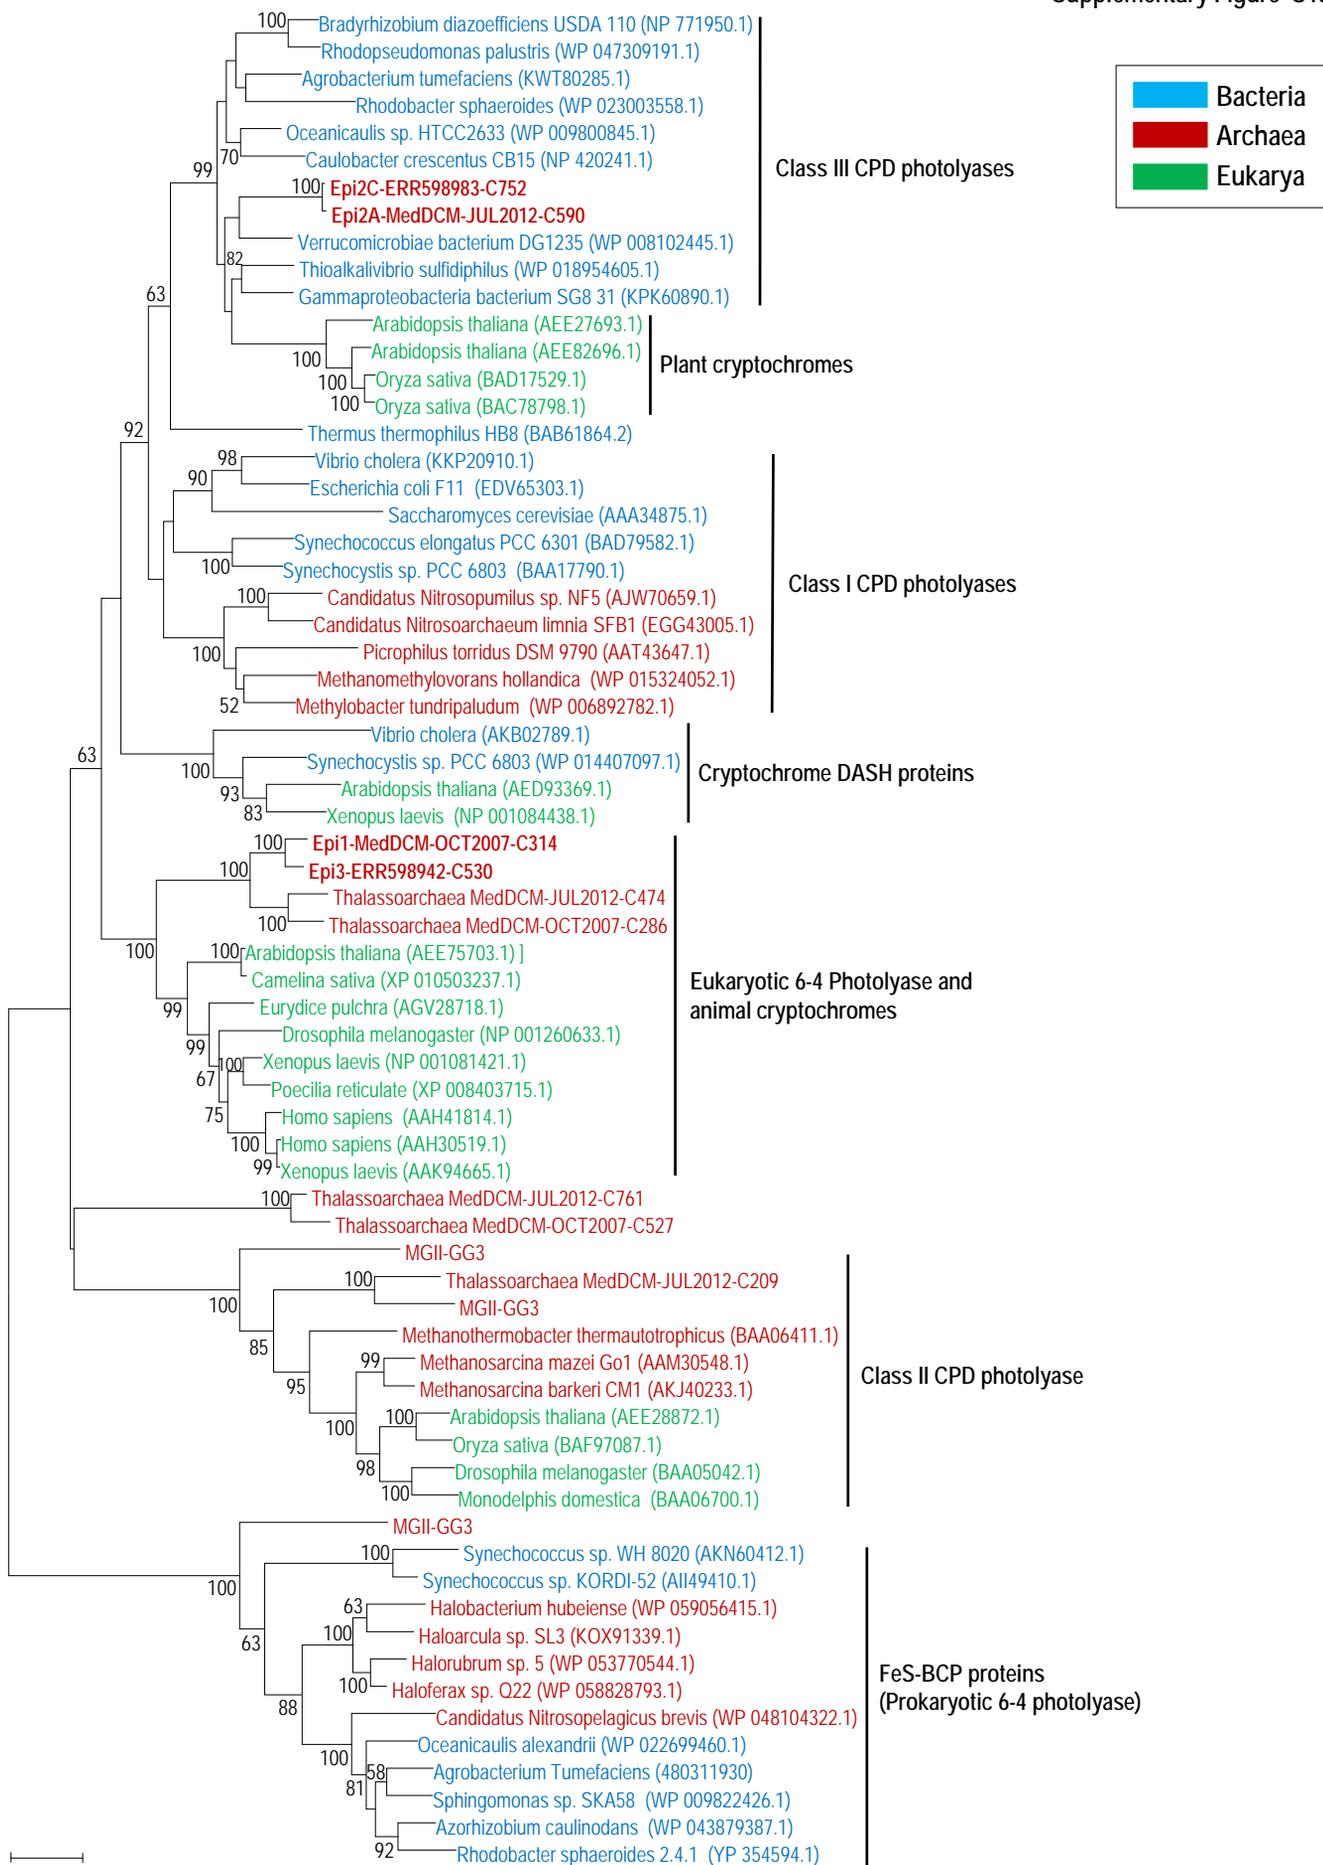 100
Bradyrhizobium diazoefficiens USDA 110 (NP 771950.1)
Rhodopseudomonas palustris (WP 047309191.1)
Agrobacterium tumefaciens (KWT80285.1)
Rhodobacter sphaeroides (WP 023003558.1)
Oceanicaulis sp. HTCC2633 (WP 009800845.1)
70
Caulobacter crescentus CB15 (NP 420241.1)
99
100
Epi2C-ERR598983-C752
Epi2A-MedDCM-JUL2012-C590
Verrucomicrobiae bacterium DG1235 (WP 008102445.1)
82
Thioalkalivibrio sulfidiphilus (WP 018954605.1)
Gammaproteobacteria bacterium SG8 31 (KPK60890.1)
Class III CPD photolyases
Bacteria
Archaea
Eukarya
63
Arabidopsis thaliana (AEE27693.1)
100
Arabidopsis thaliana (AEE82696.1)
100
Oryza sativa (BAD17529.1)
100
Oryza sativa (BAC78798.1)
Plant cryptochromes
92
Thermus thermophilus HB8 (BAB61864.2)
98
Vibrio cholera (KKP20910.1)
90
Escherichia coli F11 (EDV65303.1)
Saccharomyces cerevisiae (AAA34875.1)
Synechococcus elongatus PCC 6301 (BAD79582.1)
100
Synechocystis sp. PCC 6803 (BAA17790.1)
100
Candidatus Nitrosopumilus sp. NF5 (AJW70659.1)
Candidatus Nitrosoarchaeum limnia SFB1 (EGG43005.1)
100
Picrophilus torridus DSM 9790 (AAT43647.1)
Methanomethylovorans hollandica (WP 015324052.1)
52
Methylobacter tundripaludum (WP 006892782.1)
Class I CPD photolyases
63
Vibrio cholera (AKB02789.1)
100
Synechocystis sp. PCC 6803 (WP 014407097.1)
93
Arabidopsis thaliana (AED93369.1)
83
Xenopus laevis (NP 001084438.1)
Cryptochrome DASH proteins
100
Epi1-MedDCM-OCT2007-C314
100
Epi3-ERR598942-C530
Thalassoarchaea MedDCM-JUL2012-C474
100
Thalassoarchaea MedDCM-OCT2007-C286
100
100
Arabidopsis thaliana (AEE75703.1) ]
Camelina sativa (XP 010503237.1)
99
Eurydice pulchra (AGV28718.1)
99
Drosophila melanogaster (NP 001260633.1)
100
Xenopus laevis (NP 001081421.1)
67
Poecilia reticulate (XP 008403715.1)
75
Homo sapiens (AAH41814.1)
100
Homo sapiens (AAH30519.1)
99
Xenopus laevis (AAK94665.1)
Eukaryotic 6-4 Photolyase and
animal cryptochromes
100
Thalassoarchaea MedDCM-JUL2012-C761
Thalassoarchaea MedDCM-OCT2007-C527
MGII-GG3
100
100
Thalassoarchaea MedDCM-JUL2012-C209
MGII-GG3
85
Methanothermobacter thermautotrophicus (BAA06411.1)
99
Methanosarcina mazei Go1 (AAM30548.1)
95
Methanosarcina barkeri CM1 (AKJ40233.1)
100
100
Arabidopsis thaliana (AEE28872.1)
Oryza sativa (BAF97087.1)
98
Drosophila melanogaster (BAA05042.1)
100
Monodelphis domestica (BAA06700.1)
Class II CPD photolyase
MGII-GG3
100
100
Synechococcus sp. WH 8020 (AKN60412.1)
Synechococcus sp. KORDI-52 (AII49410.1)
63
63
Halobacterium hubeiense (WP 059056415.1)
100
Haloarcula sp. SL3 (KOX91339.1)
Halorubrum sp. 5 (WP 053770544.1)
100
Haloferax sp. Q22 (WP 058828793.1)
88
Candidatus Nitrosopelagicus brevis (WP 048104322.1)
100
Oceanicaulis alexandrii (WP 022699460.1)
58
Agrobacterium Tumefaciens (480311930)
81
Sphingomonas sp. SKA58 (WP 009822426.1)
Azorhizobium caulinodans (WP 043879387.1)
92
Rhodobacter sphaeroides 2.4.1 (YP 354594.1)
FeS-BCP proteins
(Prokaryotic 6-4 photolyase)